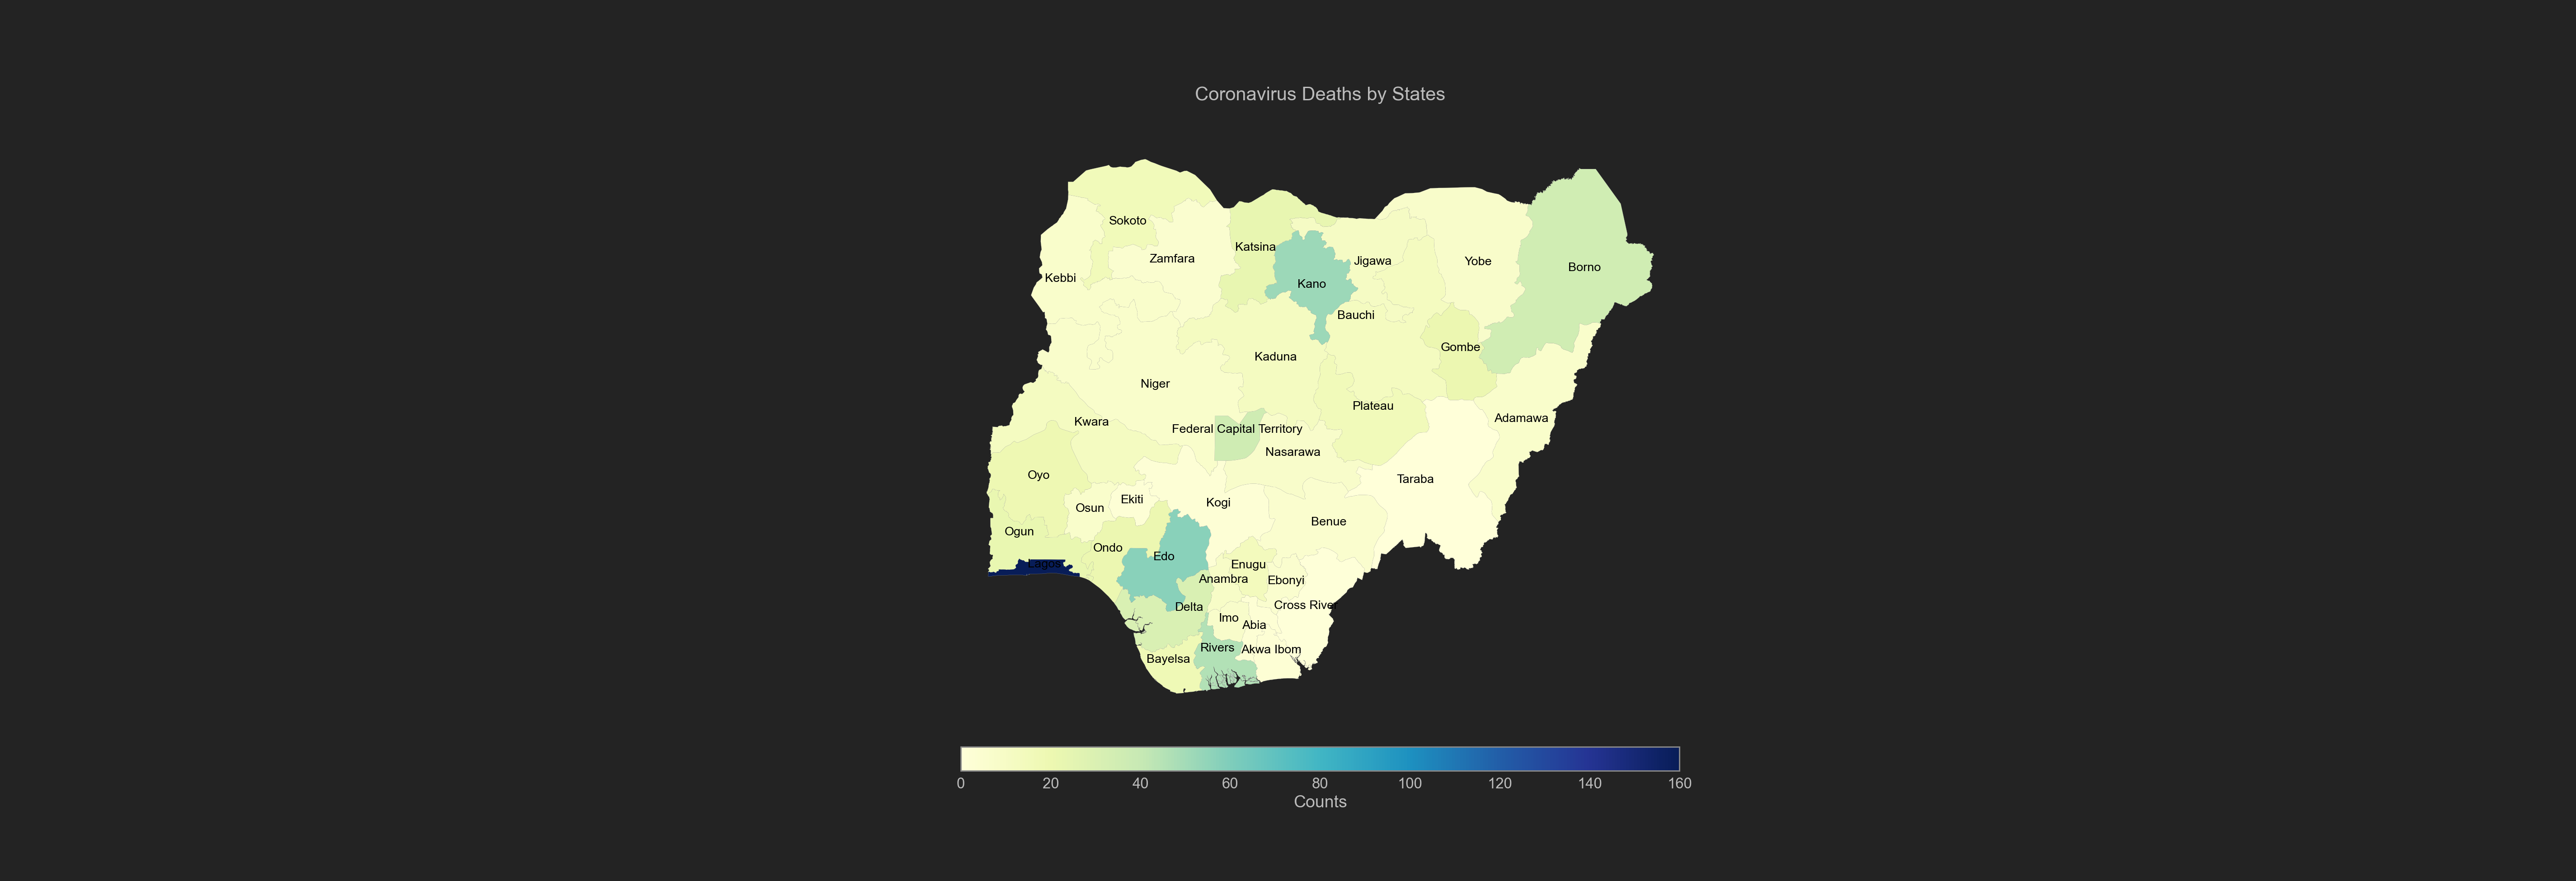 Coronavirus Deaths by States
Sokoto
Katsina
Zamfara
Jigawa
Yobe
Borno
Kebbi
Kano
Bauchi
Gombe
Kaduna
Niger
Plateau
Adamawa
Kwara
Federal Capital Territory
Nasarawa
Oyo
Taraba
Ekiti
Kogi
Osun
Benue
Ogun
Ondo
Edo
Lagos
Enugu
Anambra
Ebonyi
Delta
Cross River
Imo
Abia
Rivers
Akwa Ibom
Bayelsa
0 20 40 60 80 100 120 140 160
Counts